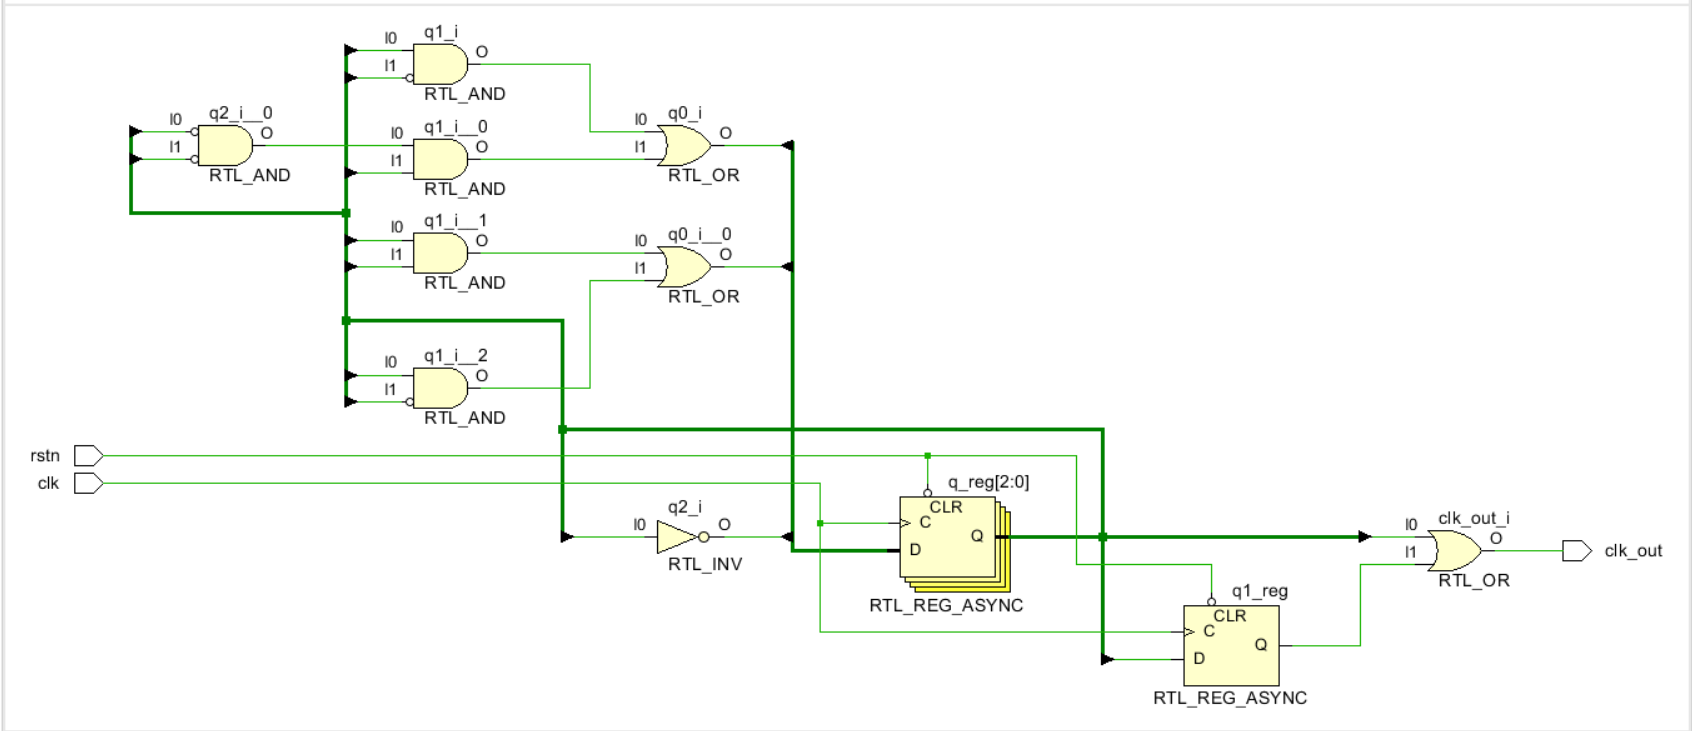 q1_i
I0
O
I1
RTL_AND
q2_i__0
I0
O
I1
RTL_AND
q1_i__0
I0
O
I1
RTL_AND
q0_i
I0
O
I1
RTL_OR
q1_i__1
I0
O
I1
RTL_AND
q0_i__0
I0
O
I1
RTL_OR
q1_i__2
I0
O
I1
RTL_AND
rstn
clk
q2_i
I0
O
RTL_INV
q_reg[2:0]
CLR
C
Q
D
RTL_REG_ASYNC
clk_out_i
I0
O
I1
RTL_OR
clk_out
q1_reg
CLR
C
Q
D
RTL_REG_ASYNC